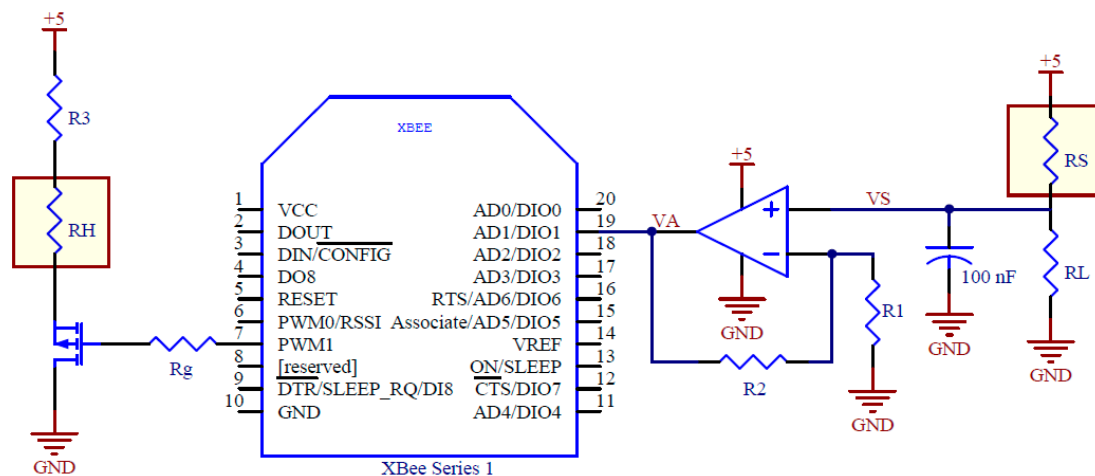 +5
R3
RH
GND
Rg
XBEE
1 VCC
2 DOUT
3 DIN/CONFIG
4 DO8
5 RESET
6 PWM0/RSSI
7 PWM1
8 [reserved]
9 DTR/SLEEP_RQ/DI8
10 GND
AD0/DIO0 20
AD1/DIO1 19
AD2/DIO2 18
AD3/DIO3 17
RTS/AD6/DIO6 16
Associate/AD5/DIO5 15
VREF 14
ON/SLEEP 13
CTS/DIO7 12
AD4/DIO4 11
XBee Series 1
VA
+5
+
−
GND
R2
R1
GND
VS
100 nF
GND
+5
RS
RL
GND